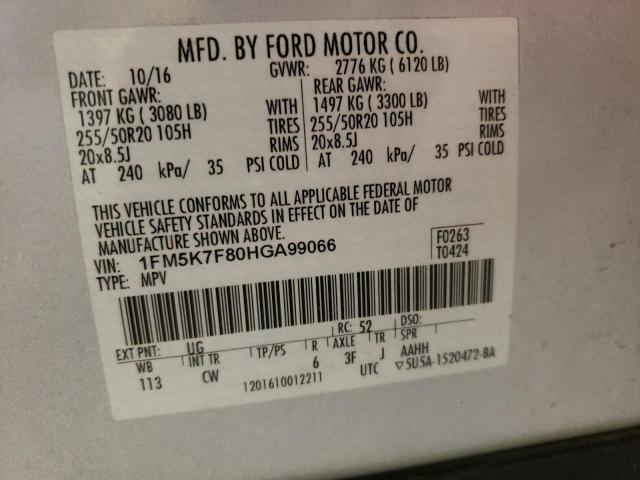 MFD. BY FORD MOTOR CO.
DATE: 10/16 GVWR: 2776 KG ( 6120 LB)
FRONT GAWR: REAR GAWR:
1397 KG ( 3080 LB) WITH 1497 KG ( 3300 LB) WITH
255/50R20 105H TIRES 255/50R20 105H TIRES
20x8.5J RIMS 20x8.5J RIMS
AT 240 kPa/ 35 PSI COLD AT 240 kPa/ 35 PSI COLD
THIS VEHICLE CONFORMS TO ALL APPLICABLE FEDERAL MOTOR
VEHICLE SAFETY STANDARDS IN EFFECT ON THE DATE OF
MANUFACTURE SHOWN ABOVE.
VIN: 1FM5K7F80HGA99066 F0263
TYPE: MPV T0424
EXT PNT: UG RC: 52 DSO:
WB INT TR TP/PS R AXLE TR SPR
113 CW 6 3F J AAHH
1201610012211 UTC ▽5U5A-1520472-BA